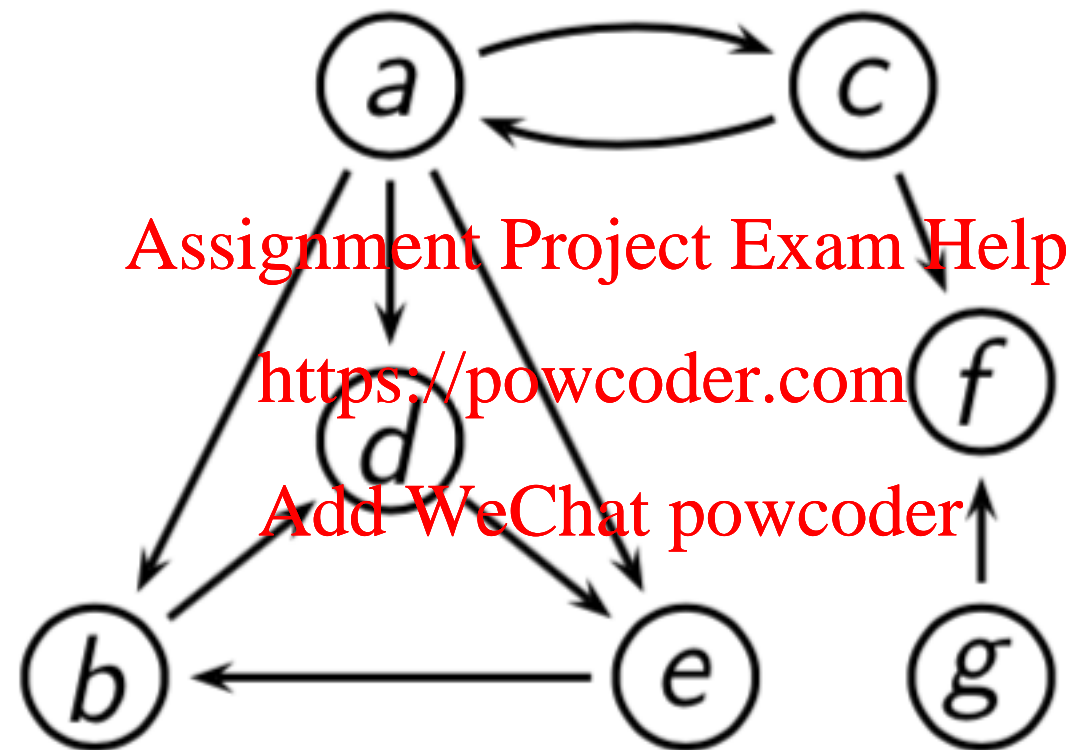 a c
Assignment Project Exam Help
f
https://powcoder.com
d
Add WeChat powcoder
b e g